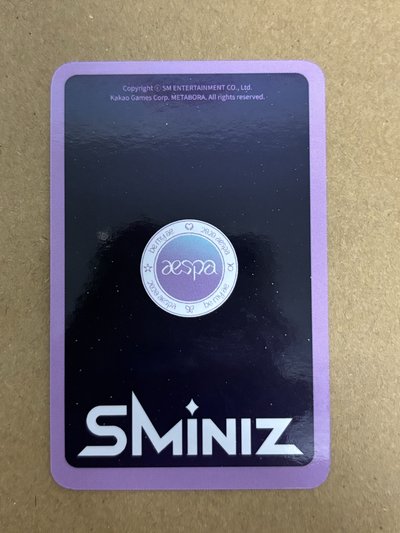 Copyright ⓒ SM ENTERTAINMENT CO., Ltd.
Kakao Games Corp. METABORA. All rights reserved.
aespa
SMiNiZ